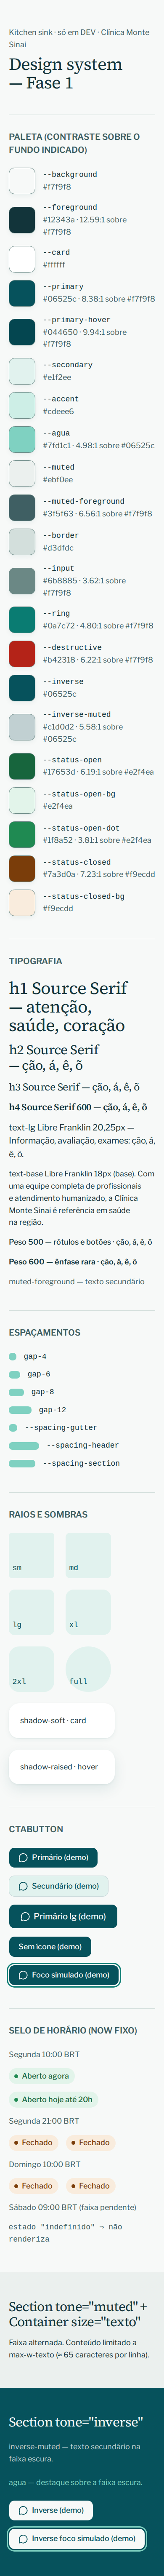 Kitchen sink · só em DEV · Clínica Monte
Sinai
Design system
— Fase 1
PALETA (CONTRASTE SOBRE O
FUNDO INDICADO)
--background
#f7f9f8
--foreground
#12343a · 12.59:1 sobre
#f7f9f8
--card
#ffffff
--primary
#06525c · 8.38:1 sobre #f7f9f8
--primary-hover
#044650 · 9.94:1 sobre
#f7f9f8
--secondary
#e1f2ee
--accent
#cdeee6
--agua
#7fd1c1 · 4.98:1 sobre #06525c
--muted
#ebf0ee
--muted-foreground
#3f5f63 · 6.56:1 sobre #f7f9f8
--border
#d3dfdc
--input
#6b8885 · 3.62:1 sobre
#f7f9f8
--ring
#0a7c72 · 4.80:1 sobre #f7f9f8
--destructive
#b42318 · 6.22:1 sobre #f7f9f8
--inverse
#06525c
--inverse-muted
#c1d0d2 · 5.58:1 sobre
#06525c
--status-open
#17653d · 6.19:1 sobre #e2f4ea
--status-open-bg
#e2f4ea
--status-open-dot
#1f8a52 · 3.81:1 sobre #e2f4ea
--status-closed
#7a3d0a · 7.23:1 sobre #f9ecdd
--status-closed-bg
#f9ecdd
TIPOGRAFIA
h1 Source Serif
— atenção,
saúde, coração
h2 Source Serif
— ção, á, ê, õ
h3 Source Serif — ção, á, ê, õ
h4 Source Serif 600 — ção, á, ê, õ
text-lg Libre Franklin 20,25px —
Informação, avaliação, exames: ção, á,
ê, õ.
text-base Libre Franklin 18px (base). Com
uma equipe completa de profissionais
e atendimento humanizado, a Clínica
Monte Sinai é referência em saúde
na região.
Peso 500 — rótulos e botões · ção, á, ê, õ
Peso 600 — ênfase rara · ção, á, ê, õ
muted-foreground — texto secundário
ESPAÇAMENTOS
gap-4
gap-6
gap-8
gap-12
--spacing-gutter
--spacing-header
--spacing-section
RAIOS E SOMBRAS
sm
md
lg
xl
2xl
full
shadow-soft · card
shadow-raised · hover
CTABUTTON
Primário (demo)
Secundário (demo)
Primário lg (demo)
Sem ícone (demo)
Foco simulado (demo)
SELO DE HORÁRIO (NOW FIXO)
Segunda 10:00 BRT
Aberto agora
Aberto hoje até 20h
Segunda 21:00 BRT
Fechado Fechado
Domingo 10:00 BRT
Fechado Fechado
Sábado 09:00 BRT (faixa pendente)
estado "indefinido" → não
renderiza
Section tone="muted" +
Container size="texto"
Faixa alternada. Conteúdo limitado a
max-w-texto (≈ 65 caracteres por linha).
Section tone="inverse"
inverse-muted — texto secundário na
faixa escura.
agua — destaque sobre a faixa escura.
Inverse (demo)
Inverse foco simulado (demo)